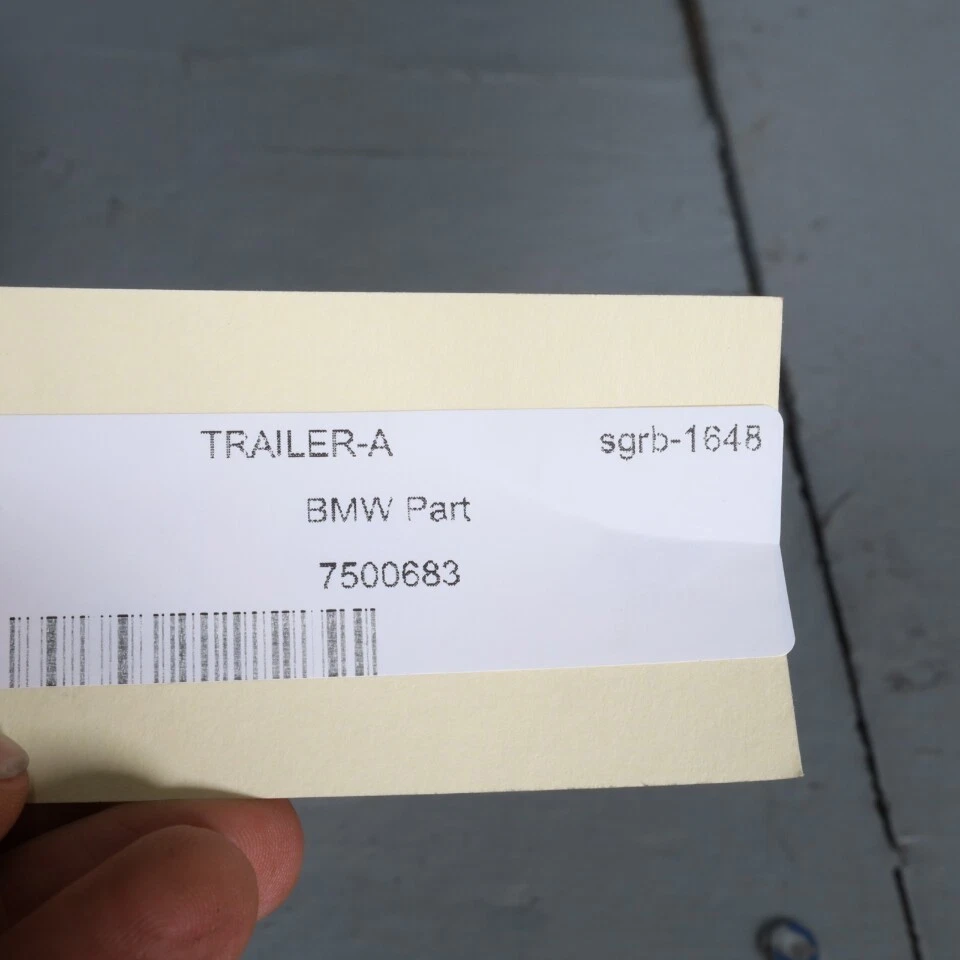 TRAILER-A sgrb-1648
BMW Part
7500683